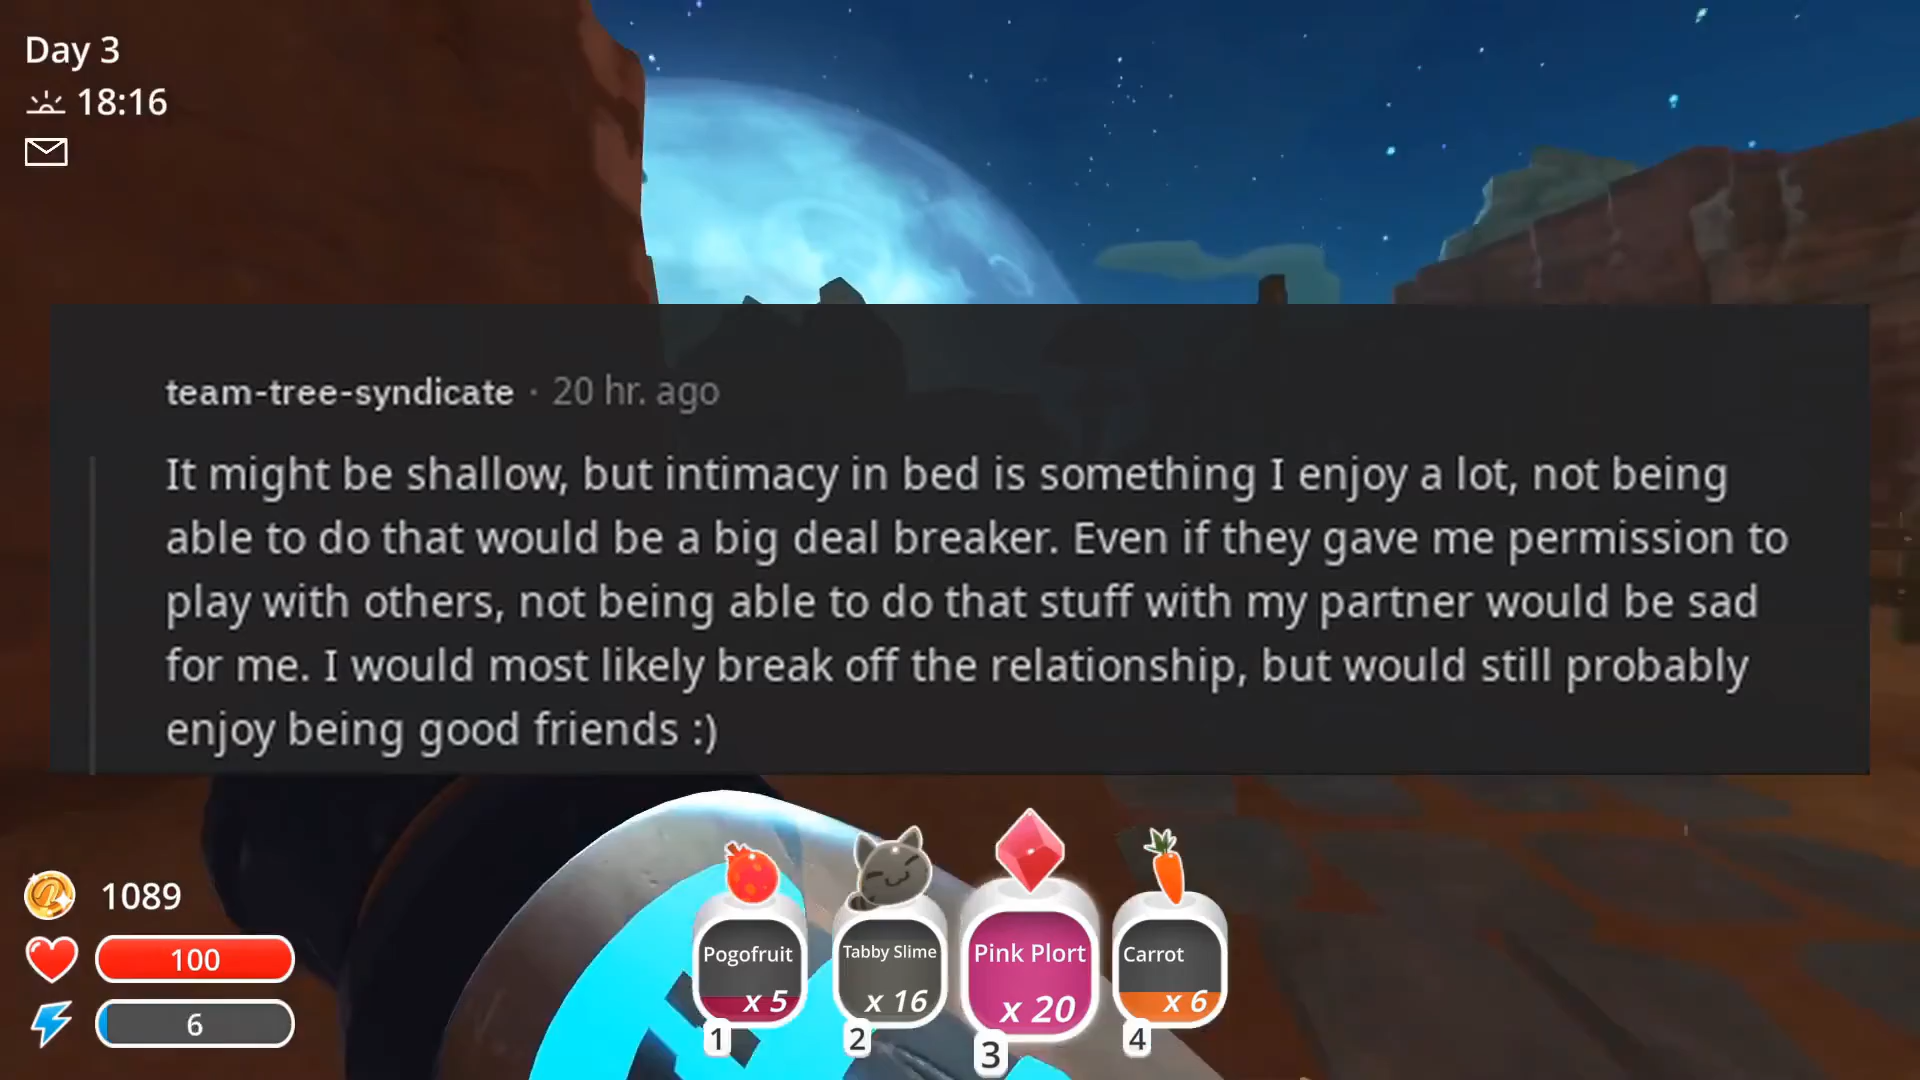 Day 3
18:16
team-tree-syndicate · 20 hr. ago
It might be shallow, but intimacy in bed is something I enjoy a lot, not being
able to do that would be a big deal breaker. Even if they gave me permission to
play with others, not being able to do that stuff with my partner would be sad
for me. I would most likely break off the relationship, but would still probably
enjoy being good friends :)
1089
100
6
Pogofruit
x 5
1
Tabby Slime
x 16
2
Pink Plort
x 20
3
Carrot
x 6
4